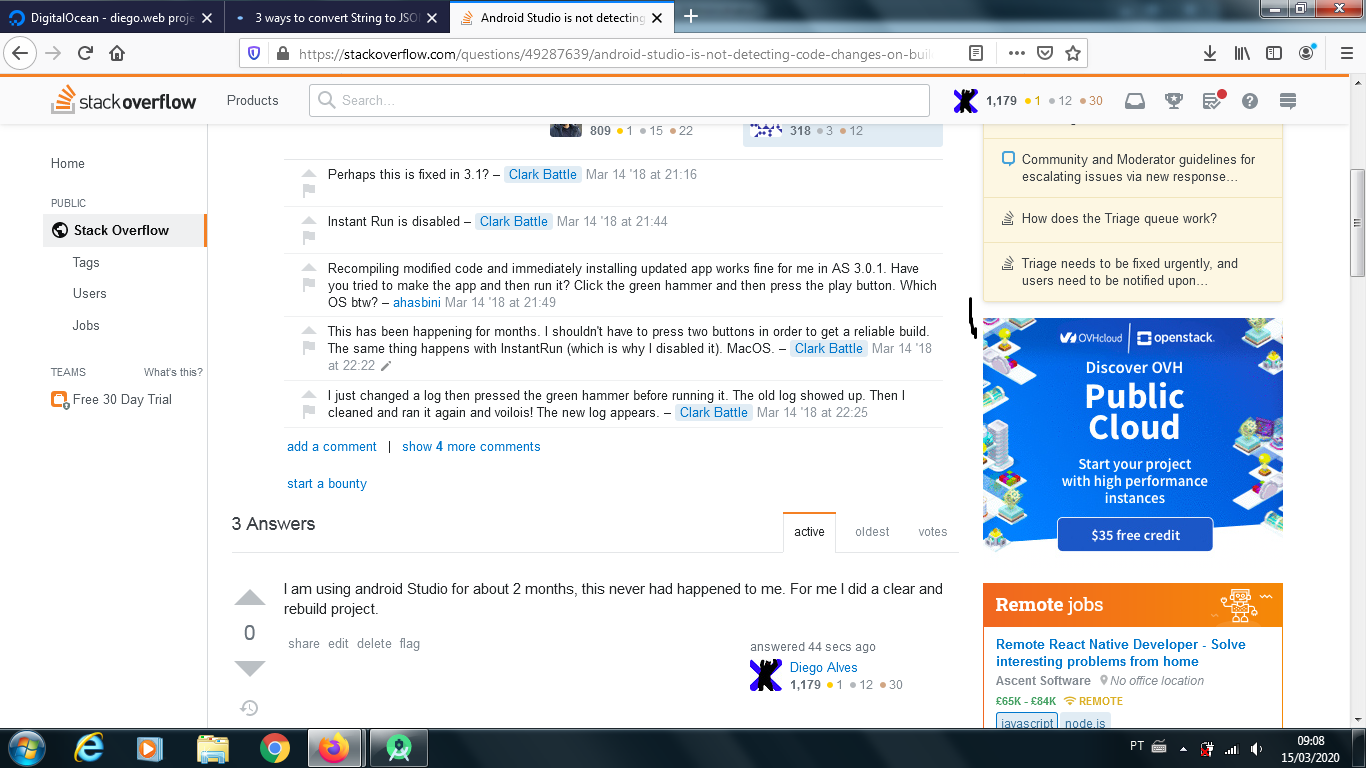 DigitalOcean - diego.web proje
3 ways to convert String to JSON
Android Studio is not detecting
https://stackoverflow.com/questions/49287639/android-studio-is-not-detecting-code-changes-on-buil
stack overflow
Products
Search...
1,179 1 12 30
Home
PUBLIC
Stack Overflow
Tags
Users
Jobs
TEAMS What's this?
Free 30 Day Trial
809 1 15 22
318 3 12
Perhaps this is fixed in 3.1? – Clark Battle Mar 14 '18 at 21:16
Instant Run is disabled – Clark Battle Mar 14 '18 at 21:44
Recompiling modified code and immediately installing updated app works fine for me in AS 3.0.1. Have
you tried to make the app and then run it? Click the green hammer and then press the play button. Which
OS btw? – ahasbini Mar 14 '18 at 21:49
This has been happening for months. I shouldn't have to press two buttons in order to get a reliable build.
The same thing happens with InstantRun (which is why I disabled it). MacOS. – Clark Battle Mar 14 '18
at 22:22
I just changed a log then pressed the green hammer before running it. The old log showed up. Then I
cleaned and ran it again and voilois! The new log appears. – Clark Battle Mar 14 '18 at 22:25
add a comment | show 4 more comments
start a bounty
3 Answers
active oldest votes
0
I am using android Studio for about 2 months, this never had happened to me. For me I did a clear and
rebuild project.
share edit delete flag
answered 44 secs ago
Diego Alves
1,179 1 12 30
Community and Moderator guidelines for
escalating issues via new response…
How does the Triage queue work?
Triage needs to be fixed urgently, and
users need to be notified upon…
OVHcloud openstack.
Discover OVH
Public
Cloud
Start your project
with high performance
instances
$35 free credit
Remote jobs
Remote React Native Developer - Solve
interesting problems from home
Ascent Software No office location
£65K - £84K REMOTE
javascript node.js
PT
09:08
15/03/2020